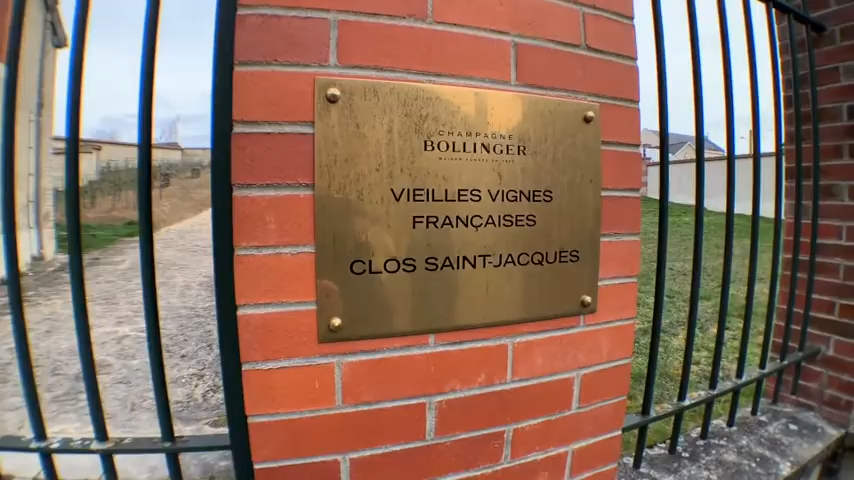 CHAMPAGNE
BOLLINGER
VIEILLES VIGNES
FRANÇAISES
CLOS SAINT-JACQUES